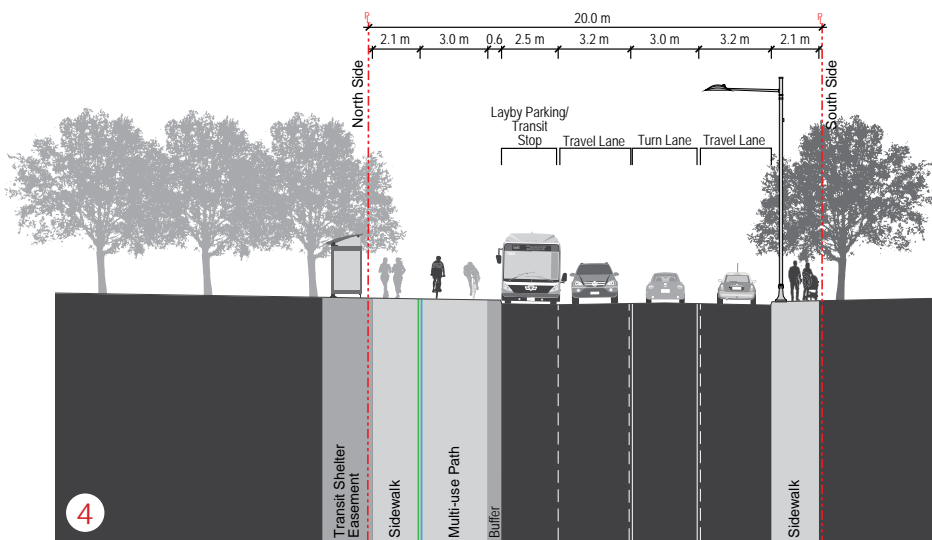 20.0 m
2.1 m 3.0 m 0.6 2.5 m 3.2 m 3.0 m 3.2 m 2.1 m
North Side
South Side
Layby Parking/
Transit
Stop
Travel Lane
Turn Lane
Travel Lane
Transit Shelter
Easement
Sidewalk
Multi-use Path
Buffer
Sidewalk
4